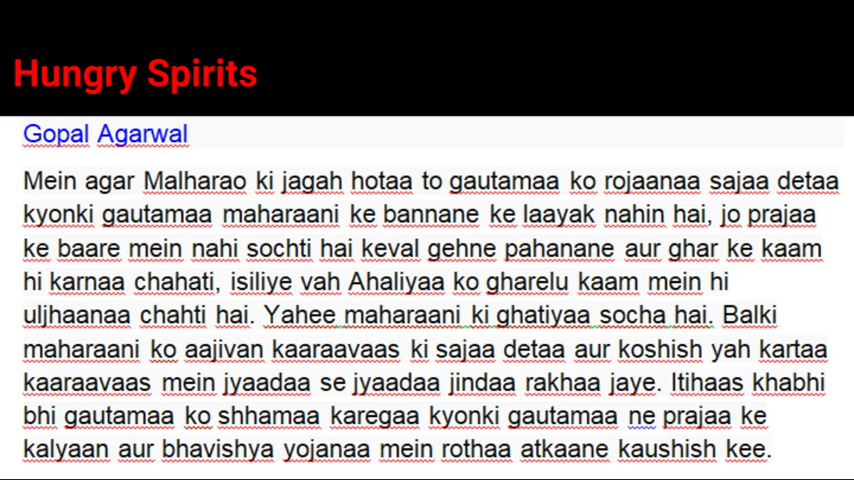 Hungry Spirits
Gopal Agarwal
Mein agar Malharao ki jagah hotaa to gautamaa ko rojaanaa sajaa detaa
kyonki gautamaa maharaani ke bannane ke laayak nahin hai, jo prajaa
ke baare mein nahi sochti hai keval gehne pahanane aur ghar ke kaam
hi karnaa chahati, isiliye vah Ahaliyaa ko gharelu kaam mein hi
uljhaanaa chahti hai. Yahee maharaani ki ghatiyaa socha hai. Balki
maharaani ko aajivan kaaraavaas ki sajaa detaa aur koshish yah kartaa
kaaraavaas mein jyaadaa se jyaadaa jindaa rakhaa jaye. Itihaas khabhi
bhi gautamaa ko shhamaa karegaa kyonki gautamaa ne prajaa ke
kalyaan aur bhavishya yojanaa mein rothaa atkaane kaushish kee.